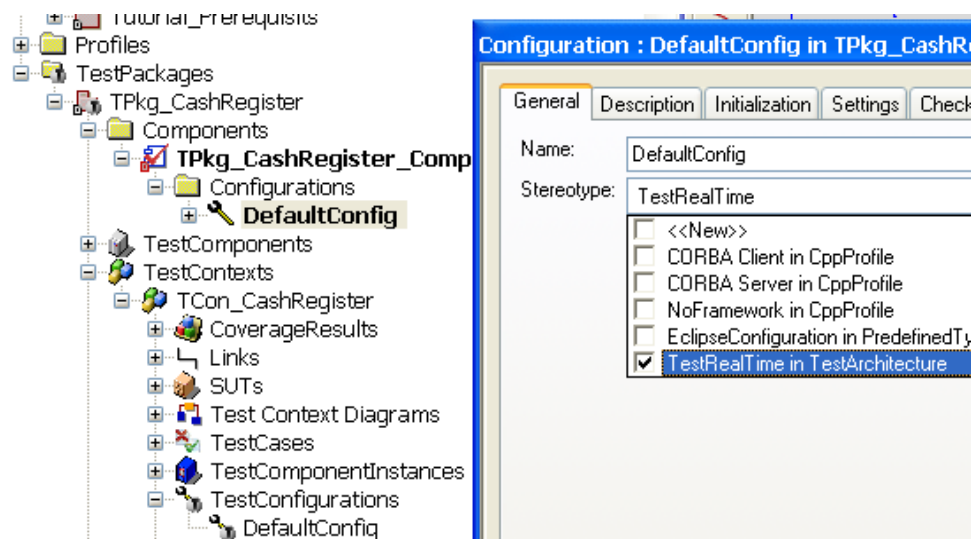 Tutorial_Prerequisits
Profiles
TestPackages
TPkg_CashRegister
Components
TPkg_CashRegister_Comp
Configurations
DefaultConfig
TestComponents
TestContexts
TCon_CashRegister
CoverageResults
Links
SUTs
Test Context Diagrams
TestCases
TestComponentInstances
TestConfigurations
DefaultConfig
Configuration : DefaultConfig in TPkg_CashR
General Description Initialization Settings Check
Name: DefaultConfig
Stereotype: TestRealTime
<<New>>
CORBA Client in CppProfile
CORBA Server in CppProfile
NoFramework in CppProfile
EclipseConfiguration in PredefinedTy
TestRealTime in TestArchitecture